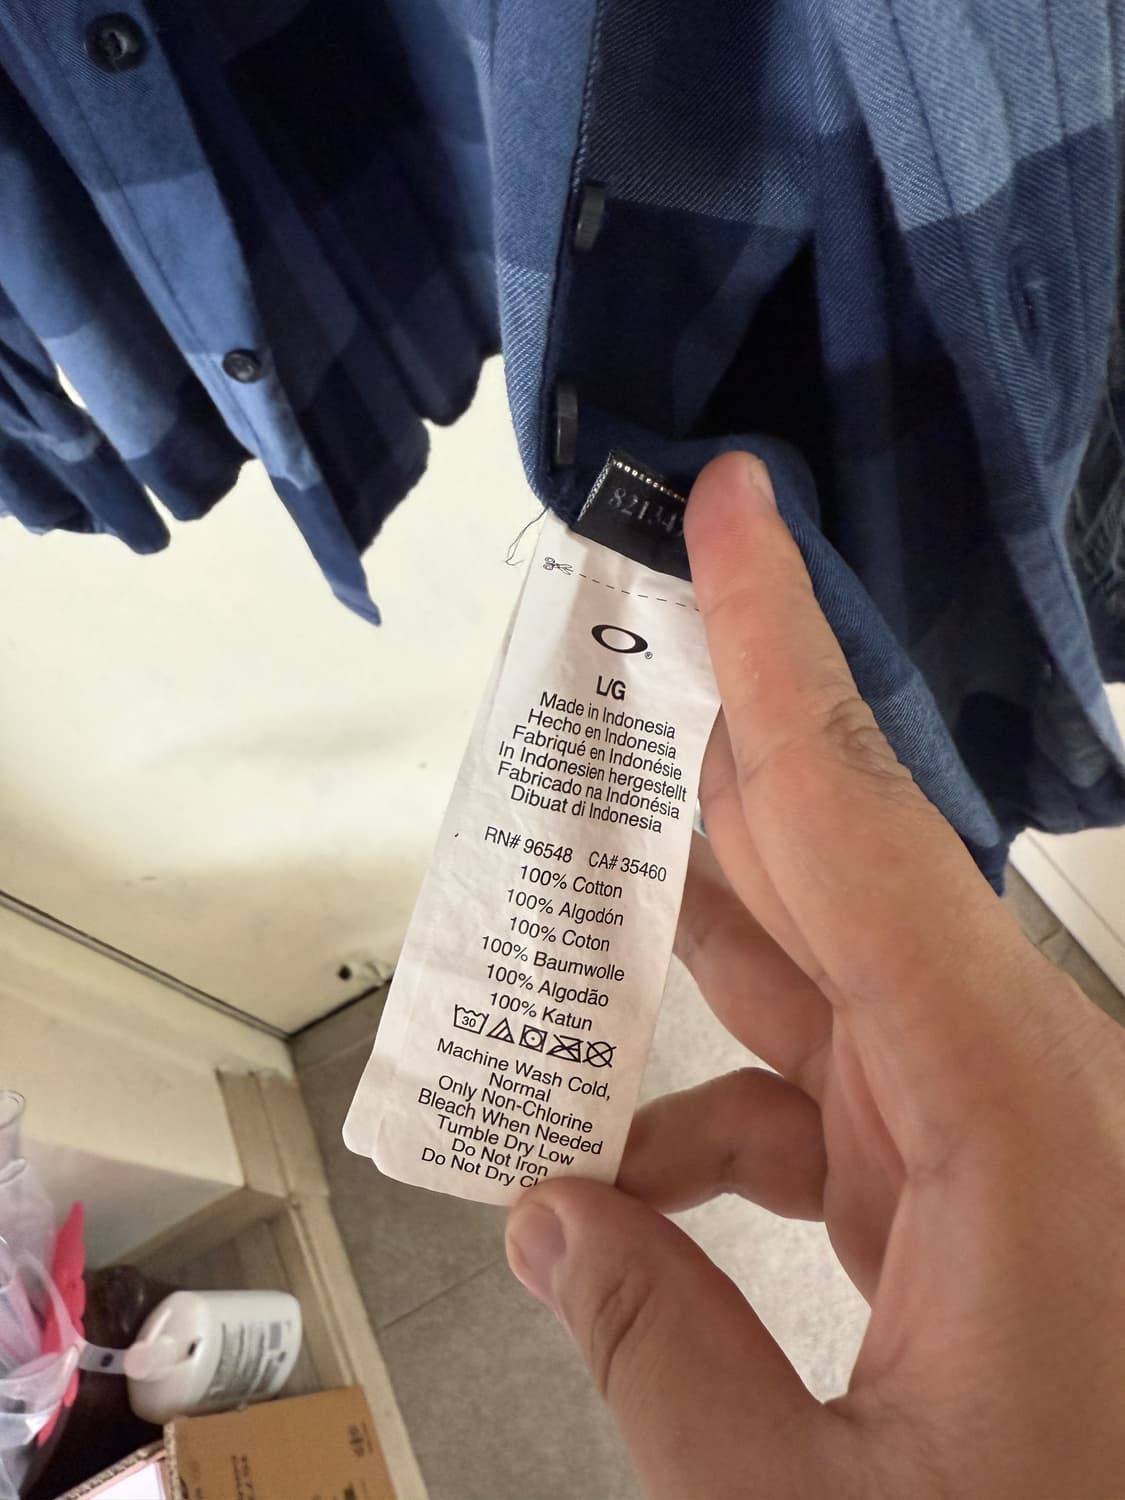 L/G
Made in Indonesia
Hecho en Indonesia
Fabriqué en Indonésie
In Indonesien hergestellt
Fabricado na Indonésia
Dibuat di Indonesia
RN# 96548 CA# 35460
100% Cotton
100% Algodón
100% Coton
100% Baumwolle
100% Algodão
100% Katun
30
Machine Wash Cold,
Normal
Only Non-Chlorine
Bleach When Needed
Tumble Dry Low
Do Not Iron
Do Not Dry